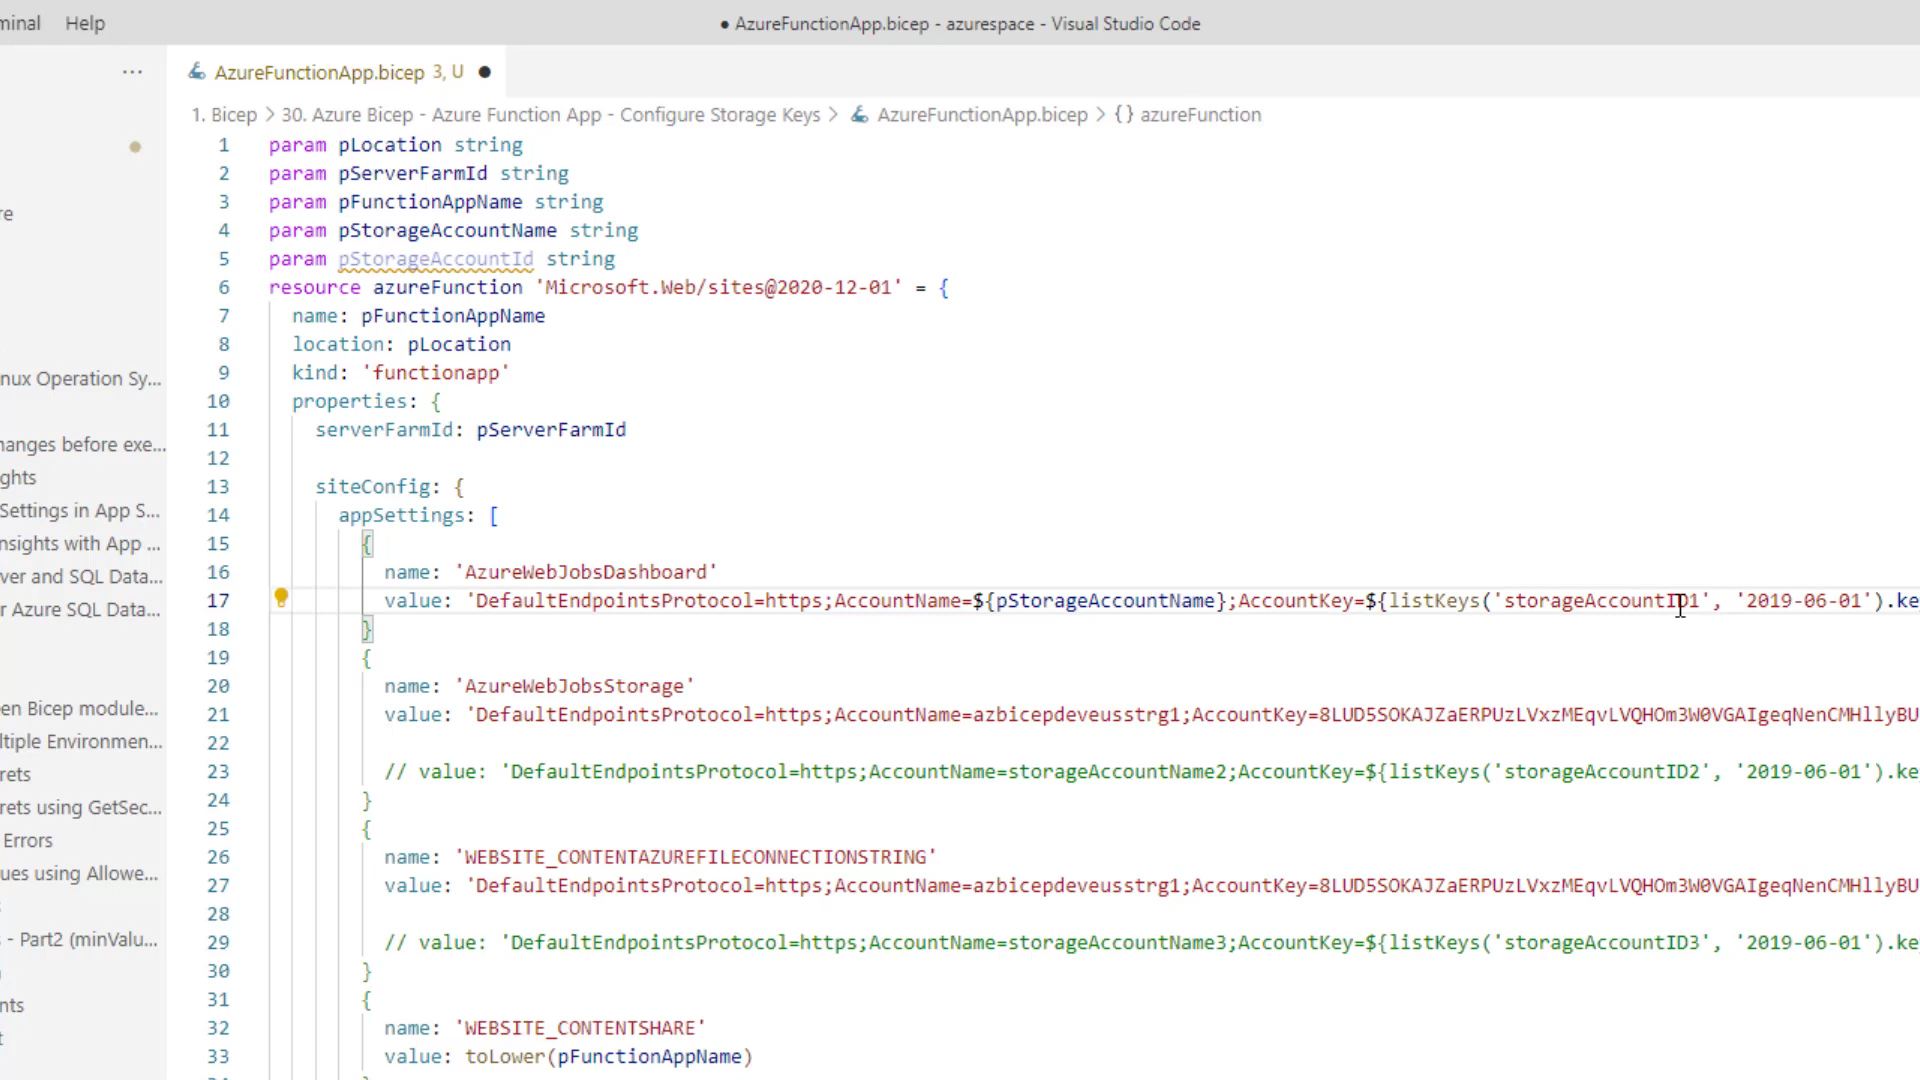 minal Help
● AzureFunctionApp.bicep - azurespace - Visual Studio Code
··· AzureFunctionApp.bicep 3, U ●
1. Bicep > 30. Azure Bicep - Azure Function App - Configure Storage Keys > AzureFunctionApp.bicep > {} azureFunction
re
nux Operation Sy...
hanges before exe...
ghts
Settings in App S...
nsights with App ...
ver and SQL Data...
r Azure SQL Data...
en Bicep module...
ltiple Environmen...
rets
rets using GetSec...
Errors
ues using Allowe...
- Part2 (minValu...
nts
t
1 param pLocation string
2 param pServerFarmId string
3 param pFunctionAppName string
4 param pStorageAccountName string
5 param pStorageAccountId string
6 resource azureFunction 'Microsoft.Web/sites@2020-12-01' = {
7 name: pFunctionAppName
8 location: pLocation
9 kind: 'functionapp'
10 properties: {
11 serverFarmId: pServerFarmId
12
13 siteConfig: {
14 appSettings: [
15 {
16 name: 'AzureWebJobsDashboard'
17 value: 'DefaultEndpointsProtocol=https;AccountName=${pStorageAccountName};AccountKey=${listKeys('storageAccountID1', '2019-06-01').ke
18 }
19 {
20 name: 'AzureWebJobsStorage'
21 value: 'DefaultEndpointsProtocol=https;AccountName=azbicepdeveusstrg1;AccountKey=8LUD5SOKAJZaERPUzLVxzMEqvLVQHOm3W0VGAIgeqNenCMHllyBU
22
23 // value: 'DefaultEndpointsProtocol=https;AccountName=storageAccountName2;AccountKey=${listKeys('storageAccountID2', '2019-06-01').ke
24 }
25 {
26 name: 'WEBSITE_CONTENTAZUREFILECONNECTIONSTRING'
27 value: 'DefaultEndpointsProtocol=https;AccountName=azbicepdeveusstrg1;AccountKey=8LUD5SOKAJZaERPUzLVxzMEqvLVQHOm3W0VGAIgeqNenCMHllyBU
28
29 // value: 'DefaultEndpointsProtocol=https;AccountName=storageAccountName3;AccountKey=${listKeys('storageAccountID3', '2019-06-01').ke
30 }
31 {
32 name: 'WEBSITE_CONTENTSHARE'
33 value: toLower(pFunctionAppName)